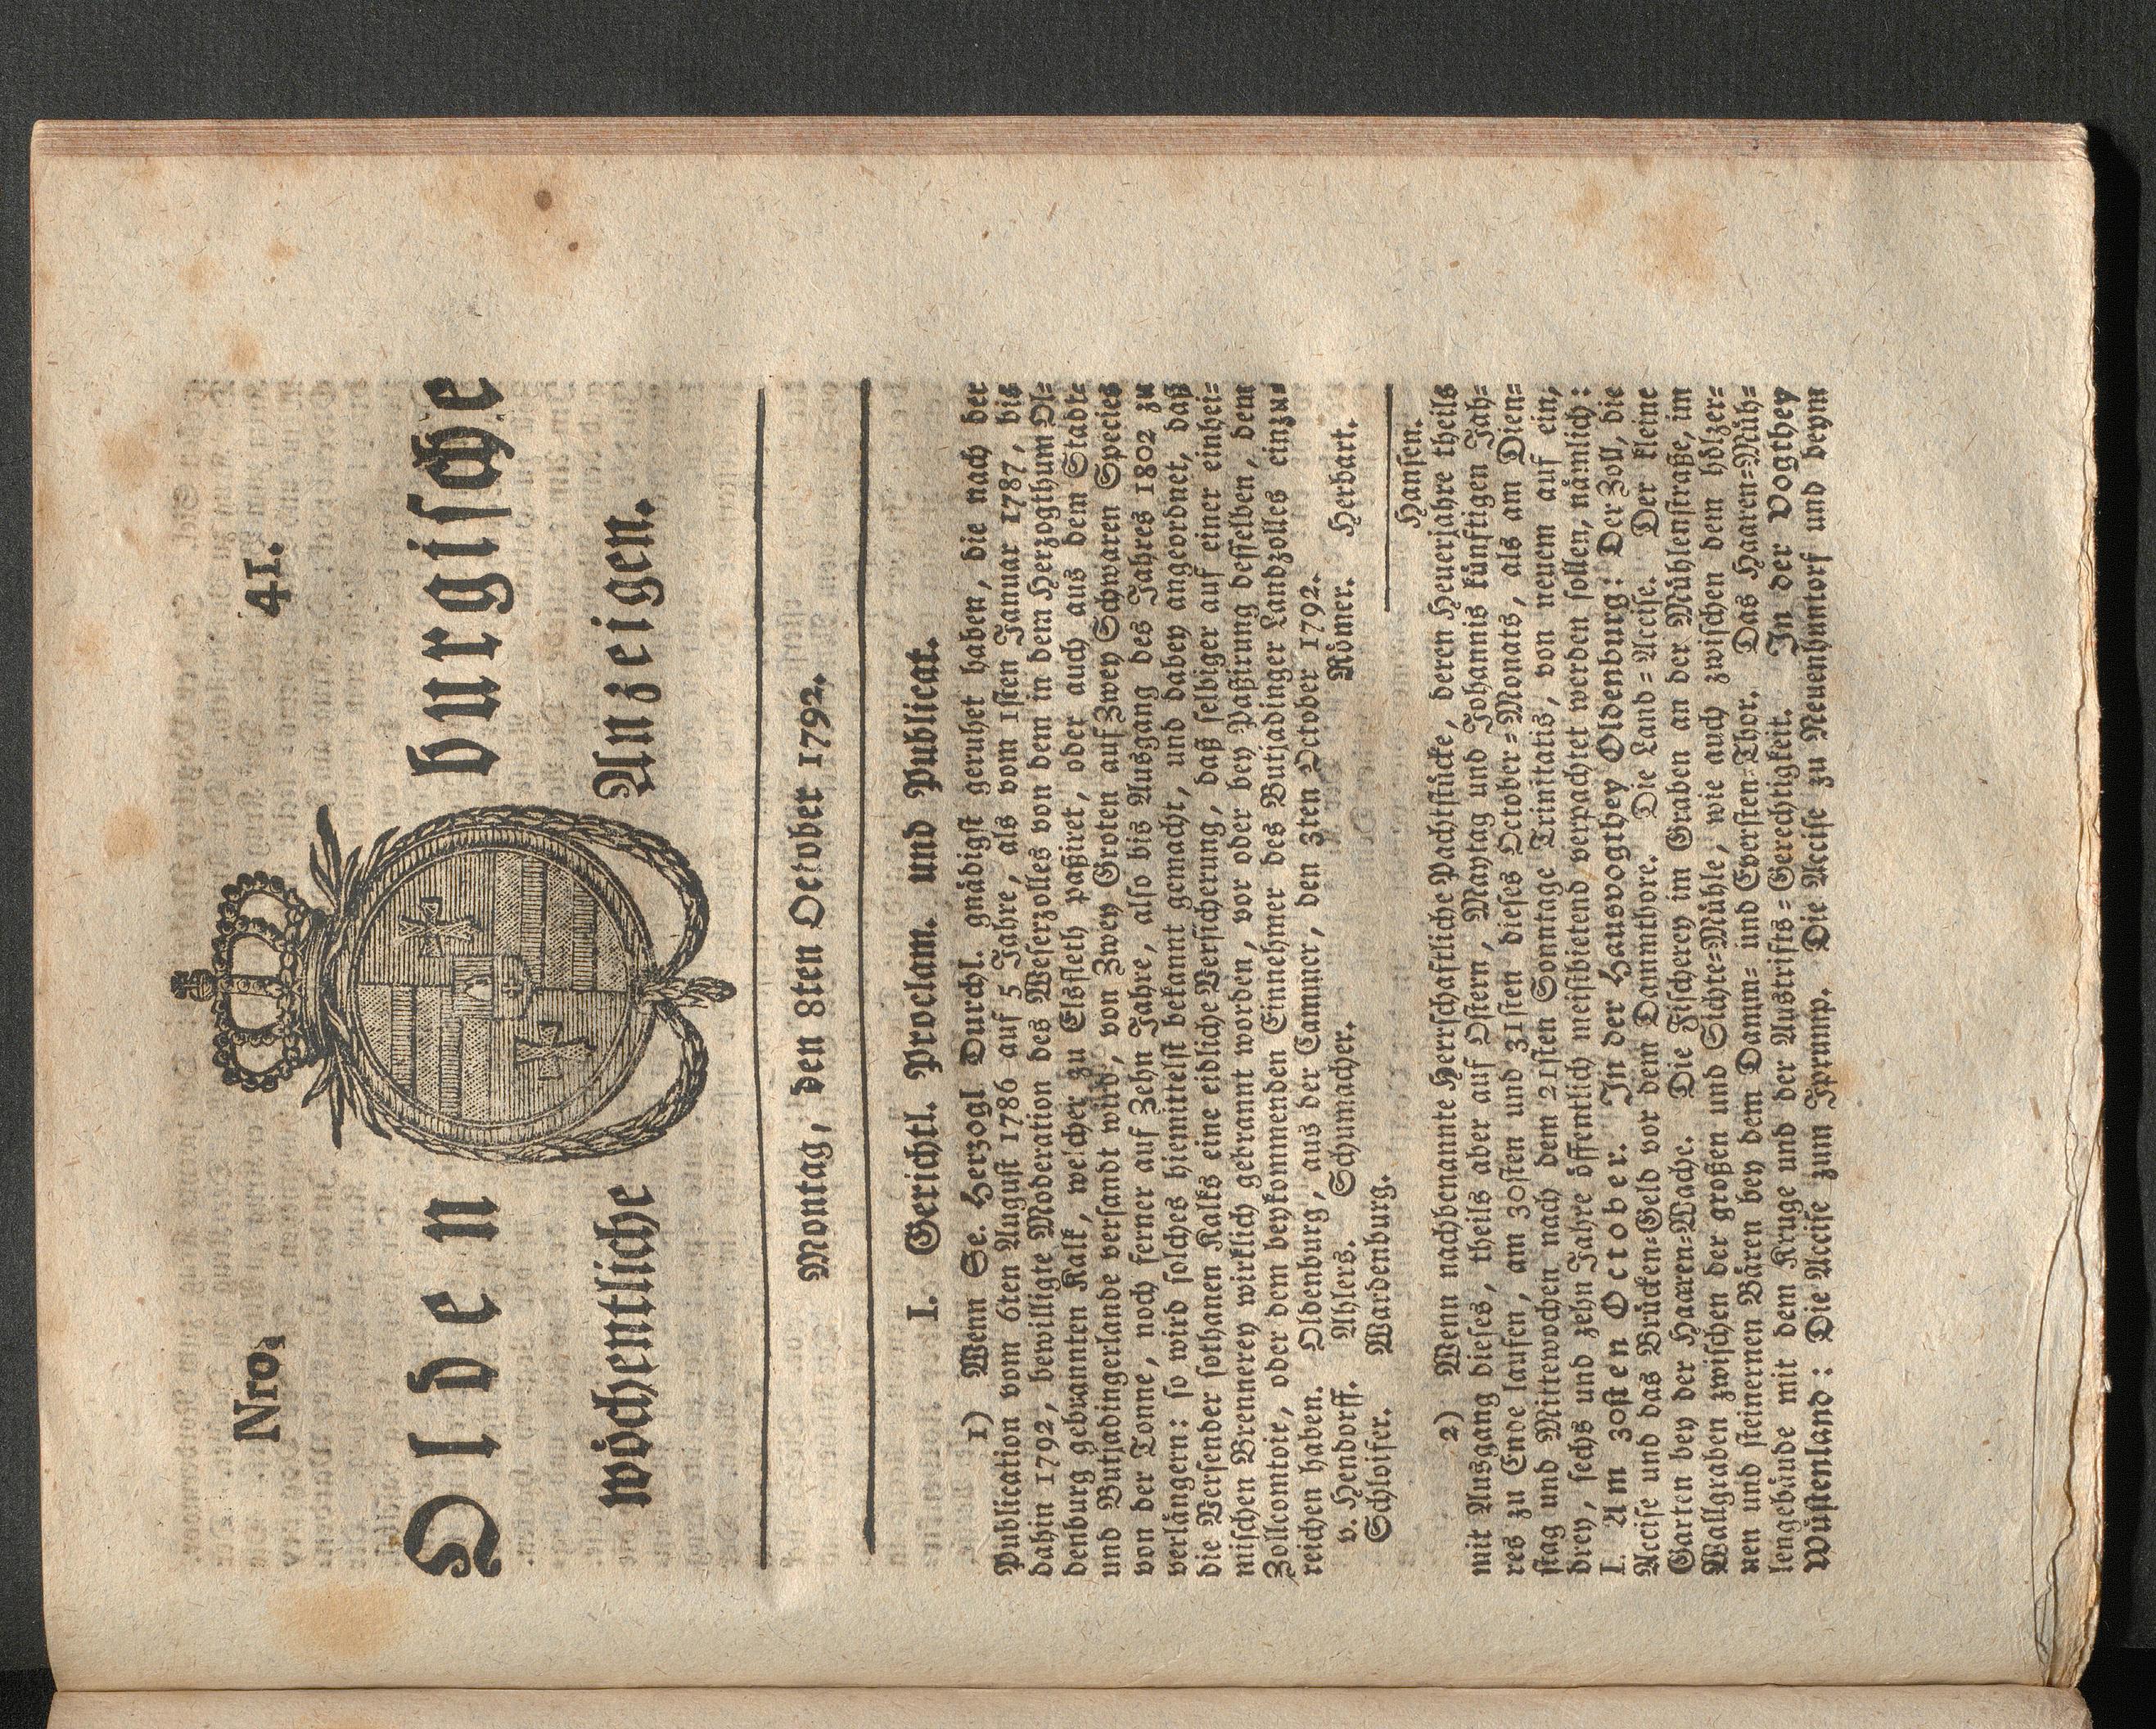 Nro, 41.
Olden burgische
wöchentliche Anzeigen.
Montag, den 8ten October 1792.
I. Gerichtl. Proclam. und Publicat.
1) Wenn Se. Herzogl Durchl. gnädigst geruhet haben, die nach der
Publication vom 6ten August 1786 auf 5 Jahre, als vom 1sten Januar 1787, bis
dahin 1792, bewilligte Moderation des Weserzolles von dem in dem Herzogthum Ol-
denburg gebrannten Kalk, welcher zu Elsfleth paßiret, oder auch aus dem Stadt-
und Butjadingerlande versandt wird, von Zwey Groten auf Zwey Schwaren Species
von der Tonne, noch ferner auf Zehn Jahre, also bis Ausgang des Jahres 1802 zu
verlängern: so wird solches hiemittelst bekannt gemacht, und dabey angeordnet, daß
die Versender sothanen Kalks eine eidliche Versicherung, daß selbiger auf einer einhei-
mischen Brennerey wirklich gebrannt worden, vor oder bey Paßirung desselben, dem
Zollcomtoir, oder dem beykommenden Einnehmer des Butjadinger Landzolles einzu-
reichen haben. Oldenburg, aus der Cammer, den 3ten October 1792.
v. Hendorff. Ahlers. Schumacher. Römer. Herbart.
Schloifer. Wardenburg.
Hansen.
2) Wenn nachbenannte Herrschaftliche Pachtstücke, deren Heuerjahre theils
mit Ausgang dieses, theils aber auf Ostern, Maytag und Johannis künftigen Jah-
res zu Ende laufen, am 30sten und 31sten dieses October-Monats, als am Dien-
stag und Mittewochen nach dem 21sten Sonntage Trinitatis, von neuem auf ein,
drey, sechs und zehn Jahre öffentlich meistbietend verpachtet werden sollen, nämlich:
I. Am 30sten October. In der Hausvogthey Oldenburg: Der Zoll, die
Accise und das Brücken-Geld vor dem Dammthore. Die Land-Accise. Der kleine
Garten bey der Haaren-Wache. Die Fischerey im Graben an der Mühlenstraße, im
Wallgraben zwischen der großen und Sichte-Mühle, wie auch zwischen dem hölzer-
nen und steinernen Bären bey dem Damm- und Eversten-Thor. Das Haaren-Müh-
lengebäude mit dem Kruge und der Austrifts-Gerechtigkeit. In der Vogthey
Wüstenland: Die Accise zum Iprump. Die Accise zu Neuenhuntorf und beym